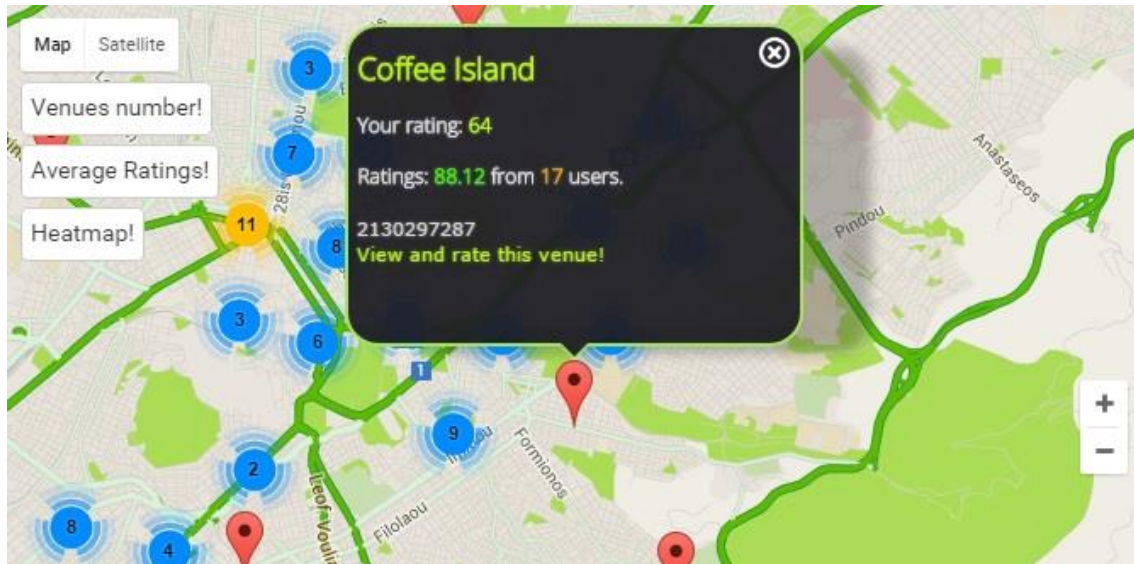 Map Satellite
Venues number!
Average Ratings!
Heatmap!
Coffee Island
Your rating: 64
Ratings: 88.12 from 17 users.
2130297287
View and rate this venue!
3
7
28is
11
8
3
6
1
9
2
8
4
Anastaseos
Pindou
Formionos
Filolaou
Leof
+
−